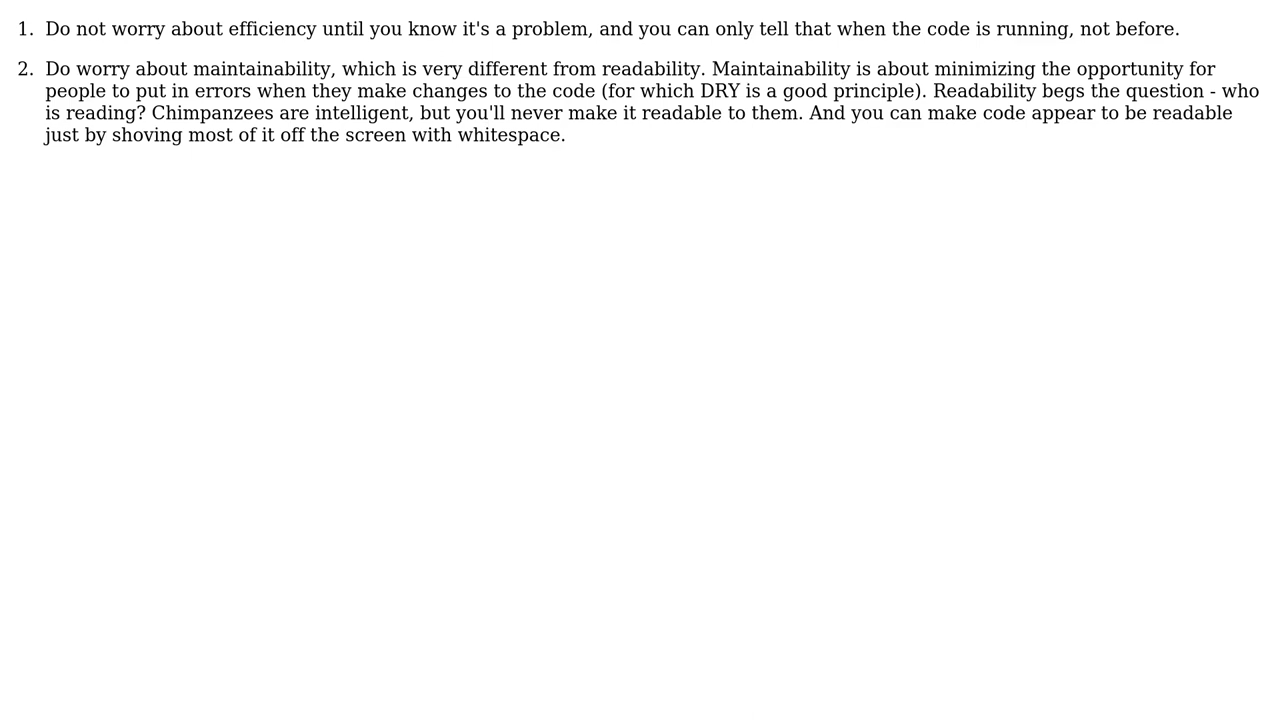 1. Do not worry about efficiency until you know it's a problem, and you can only tell that when the code is running, not before.
2. Do worry about maintainability, which is very different from readability. Maintainability is about minimizing the opportunity for
people to put in errors when they make changes to the code (for which DRY is a good principle). Readability begs the question - who
is reading? Chimpanzees are intelligent, but you'll never make it readable to them. And you can make code appear to be readable
just by shoving most of it off the screen with whitespace.